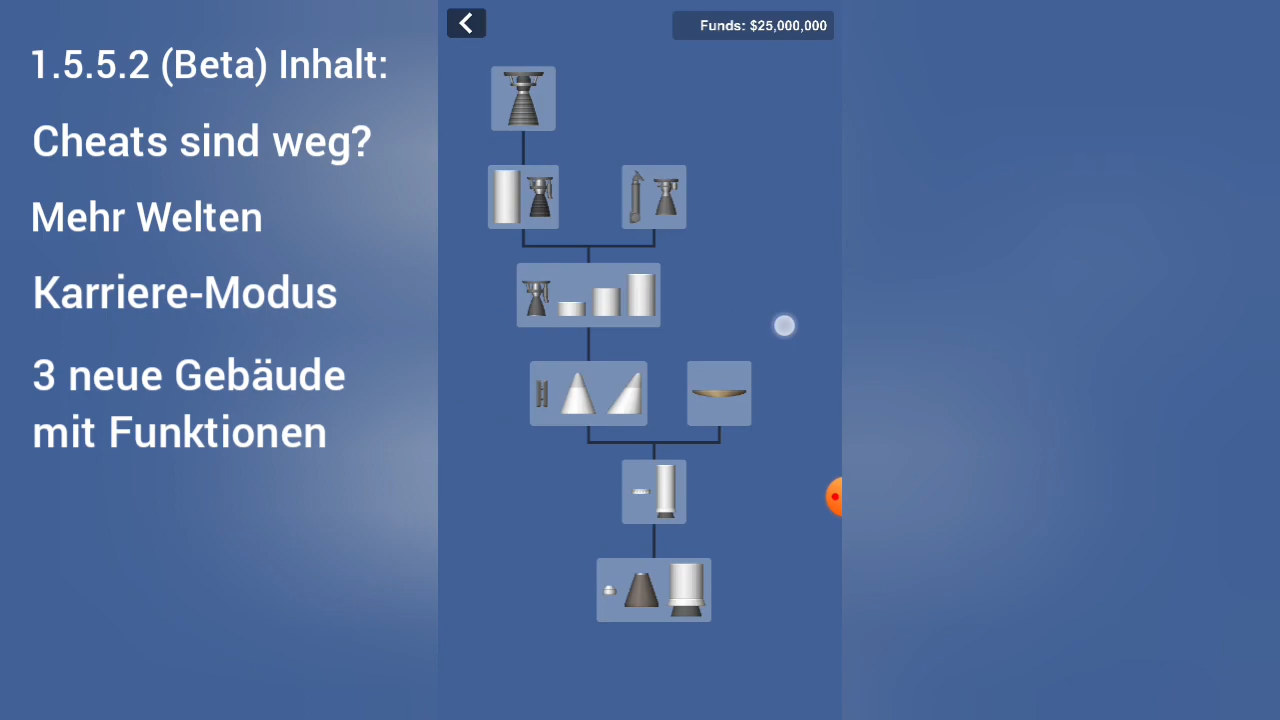 1.5.5.2 (Beta) Inhalt:
Cheats sind weg?
Mehr Welten
Karriere-Modus
3 neue Gebäude
mit Funktionen
Funds: $25,000,000